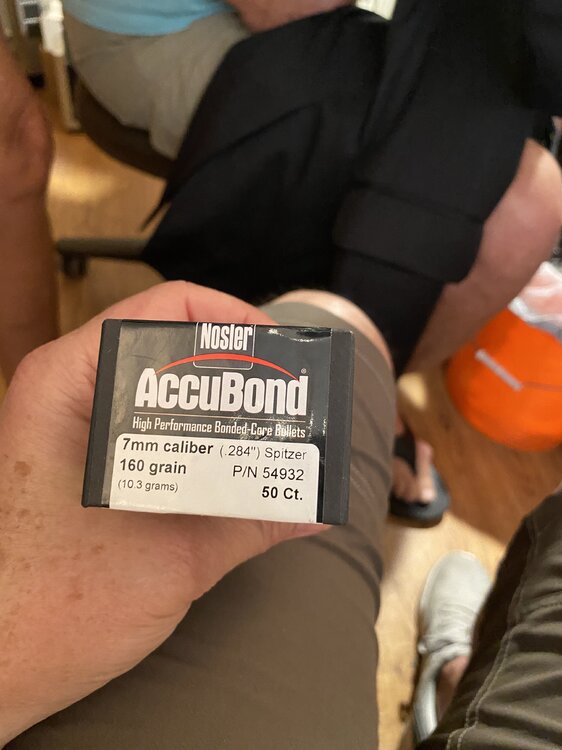 Nosler
AccuBond®
High Performance Bonded-Core Bullets
7mm caliber (.284") Spitzer
160 grain P/N 54932
(10.3 grams) 50 Ct.